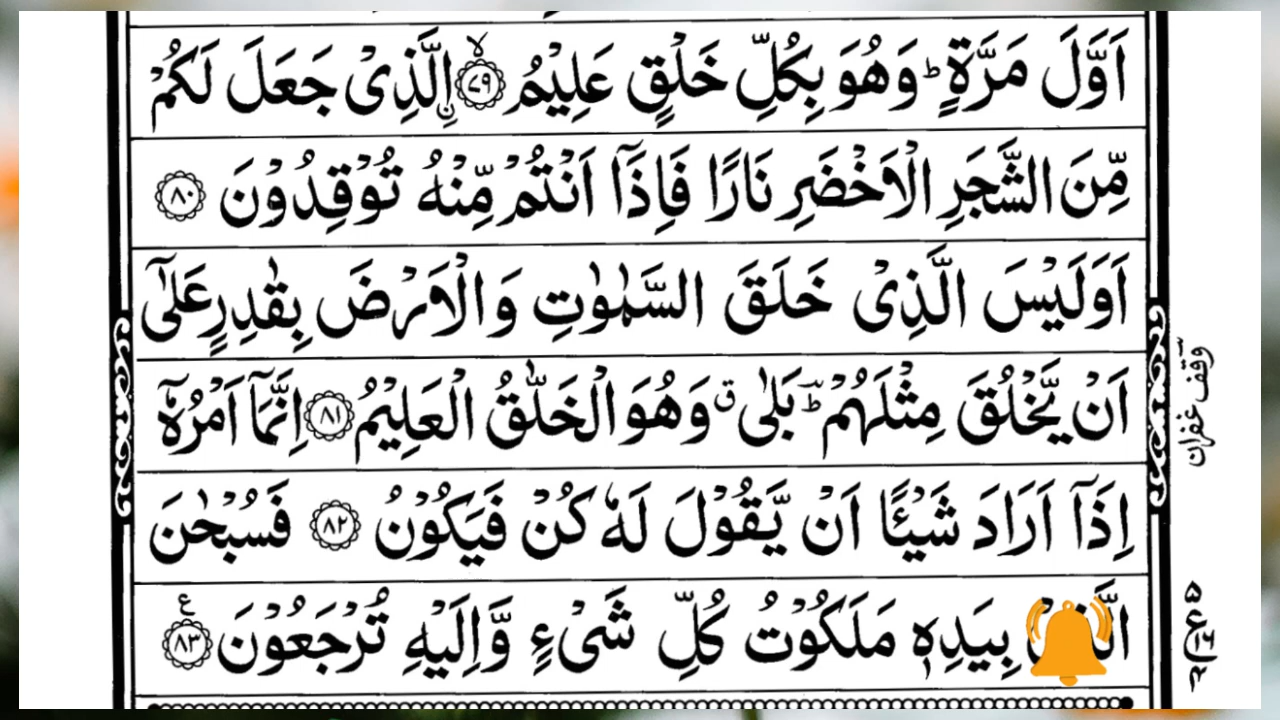 اَوَّلَ مَرَّةٍ ؕ وَهُوَ بِكُلِّ خَلْقٍ عَلِيْمُ ۙ ﴿۷۹﴾ ۨالَّذِىْ جَعَلَ لَكُمْ
مِّنَ الشَّجَرِ الْاَخْضَرِ نَارًا فَاِذَاۤ اَنْتُمْ مِّنْهُ تُوْقِدُوْنَ ﴿۸۰﴾
اَوَلَيْسَ الَّذِىْ خَلَقَ السَّمٰوٰتِ وَالْاَرْضَ بِقٰدِرٍ عَلٰٓى
اَنْ يَّخْلُقَ مِثْلَهُمْ ؕ بَلٰى ۗ وَهُوَ الْخَلّٰقُ الْعَلِيْمُ ﴿۸۱﴾ اِنَّمَاۤ اَمْرُهٗۤ
وقف غفران
اِذَاۤ اَرَادَ شَيْـًٔا اَنْ يَّقُوْلَ لَهٗ كُنْ فَيَكُوْنُ ﴿۸۲﴾ فَسُبْحٰنَ
بِيَدِهٖ مَلَكُوْتُ كُلِّ شَىْءٍ وَّاِلَيْهِ تُرْجَعُوْنَ ﴿۸۳﴾ ع